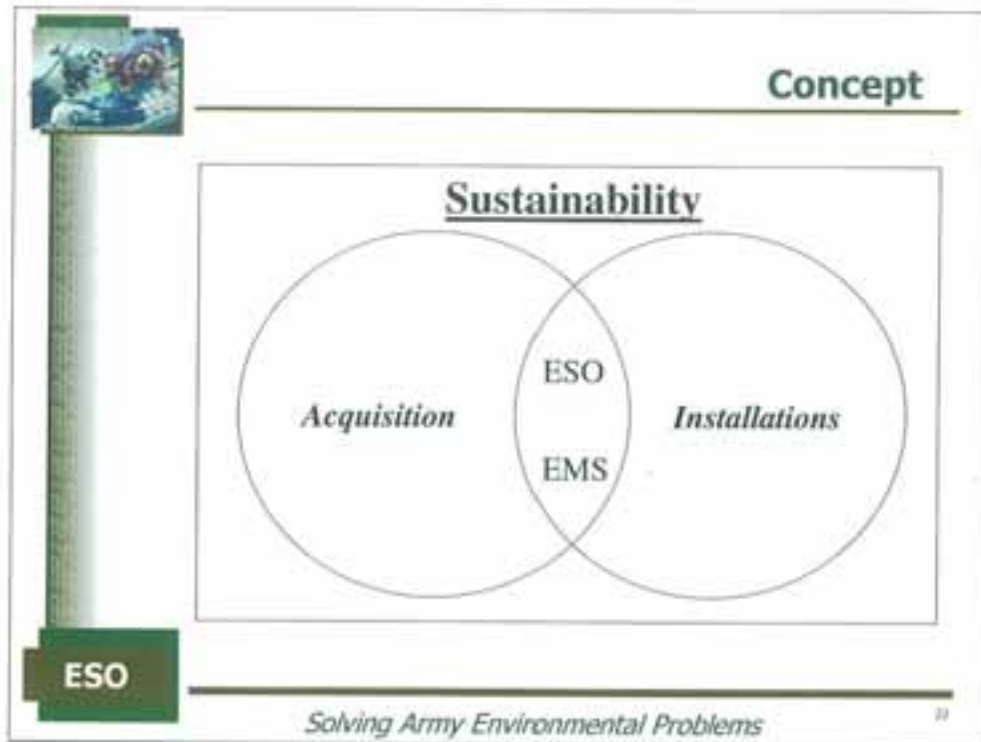 Concept
Sustainability
Acquisition
ESO
EMS
Installations
ESO
Solving Army Environmental Problems